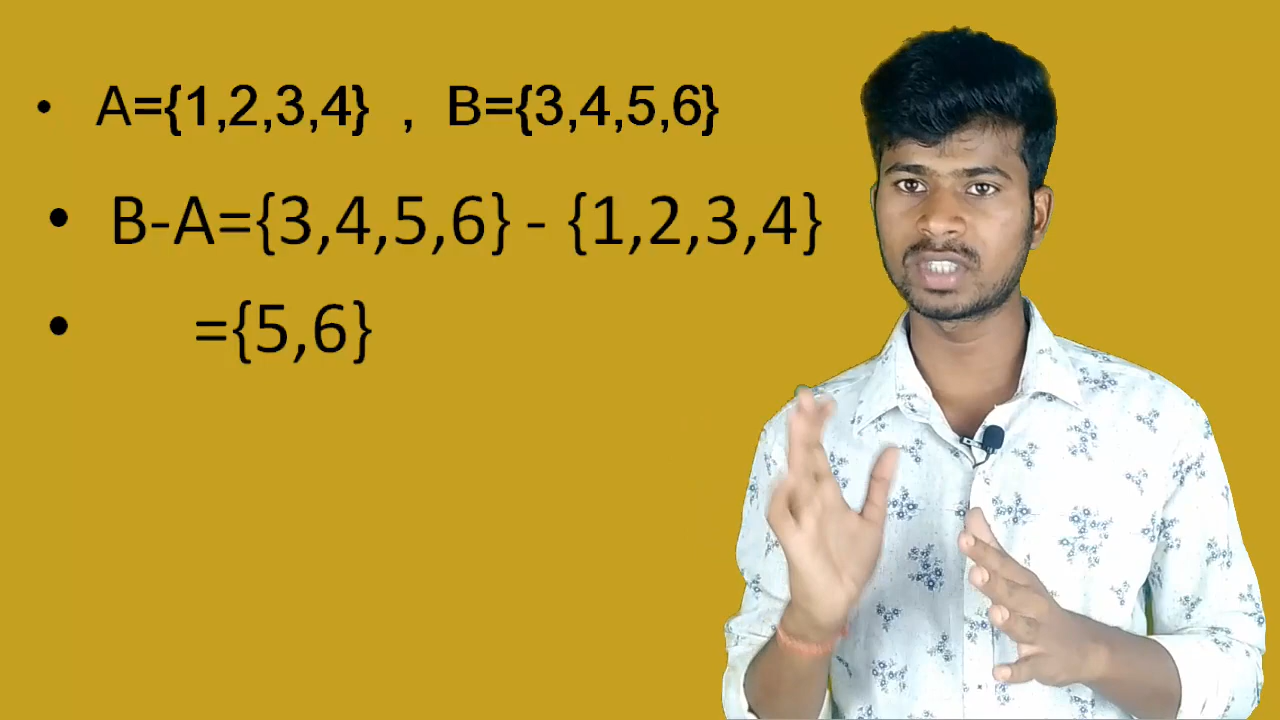 • A={1,2,3,4} , B={3,4,5,6}
• B-A={3,4,5,6} - {1,2,3,4}
• ={5,6}